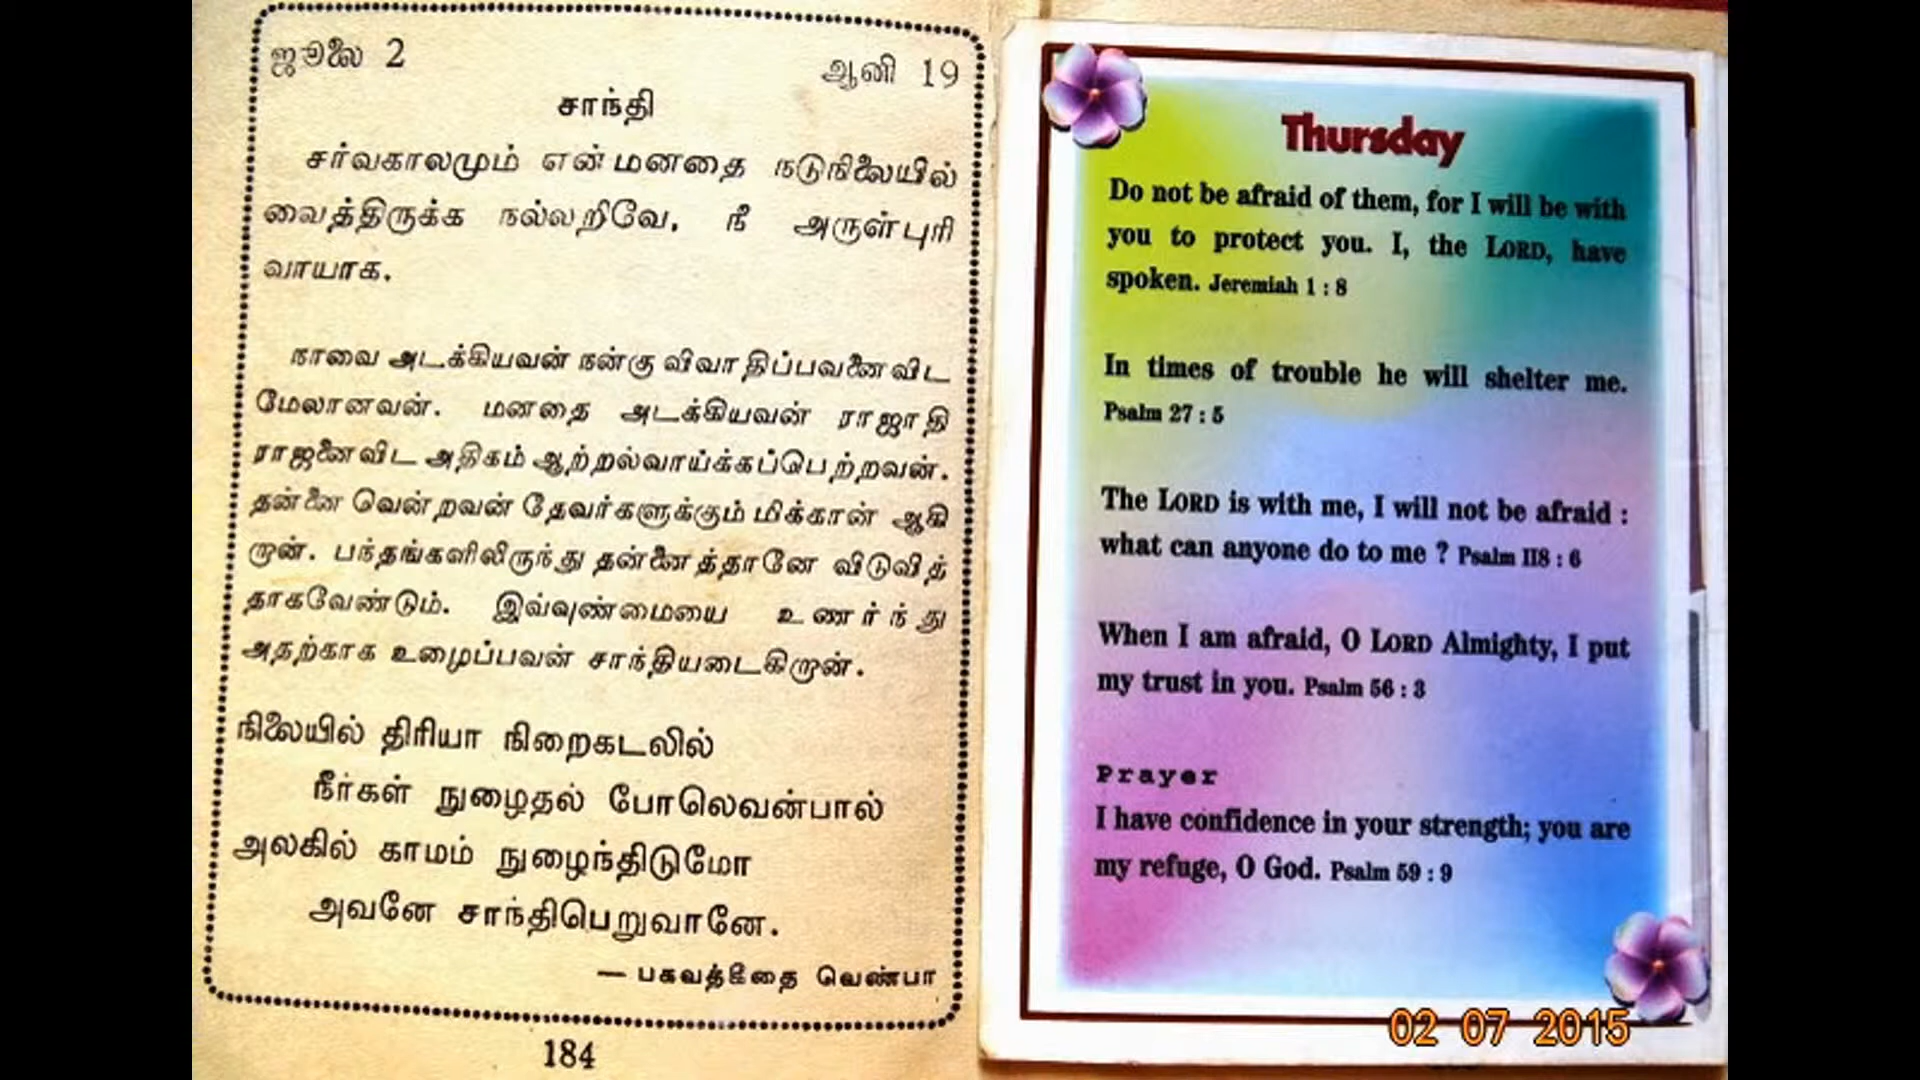 ஜூலை 2
ஆனி 19
சாந்தி
சர்வகாலமும் என் மனதை நடுநிலையில்
வைத்திருக்க நல்லறிவே, நீ அருள்புரி
வாயாக.
நாவை அடக்கியவன் நன்கு விவாதிப்பவனைவிட
மேலானவன். மனதை அடக்கியவன் ராஜாதி
ராஜனைவிட அதிகம் ஆற்றல்வாய்க்கப்பெற்றவன்.
தன்னை வென்றவன் தேவர்களுக்கும் மிக்கான் ஆகி
றான். பந்தங்களிலிருந்து தன்னைத்தானே விடுவித்
தாகவேண்டும். இவ்வுண்மையை உணர்ந்து
அதற்காக உழைப்பவன் சாந்தியடைகிறான்.
நிலையில் திரியா நிறைகடலில்
நீர்கள் நுழைதல் போலெவன்பால்
அலகில் காமம் நுழைந்திடுமோ
அவனே சாந்திபெறுவானே.
— பகவத்கீதை வெண்பா
184
Thursday
Do not be afraid of them, for I will be with
you to protect you. I, the LORD, have
spoken. Jeremiah 1 : 8
In times of trouble he will shelter me.
Psalm 27 : 5
The LORD is with me, I will not be afraid :
what can anyone do to me ? Psalm 118 : 6
When I am afraid, O LORD Almighty, I put
my trust in you. Psalm 56 : 3
Prayer
I have confidence in your strength; you are
my refuge, O God. Psalm 59 : 9
02 07 2015